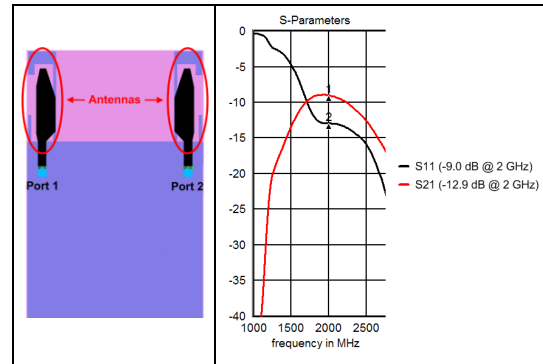 Antennas
Port 1
Port 2
S-Parameters
0
-5
-10
-15
-20
-25
-30
-35
-40
1
2
1000
1500
2000
2500
frequency in MHz
S11 (-9.0 dB @ 2 GHz)
S21 (-12.9 dB @ 2 GHz)